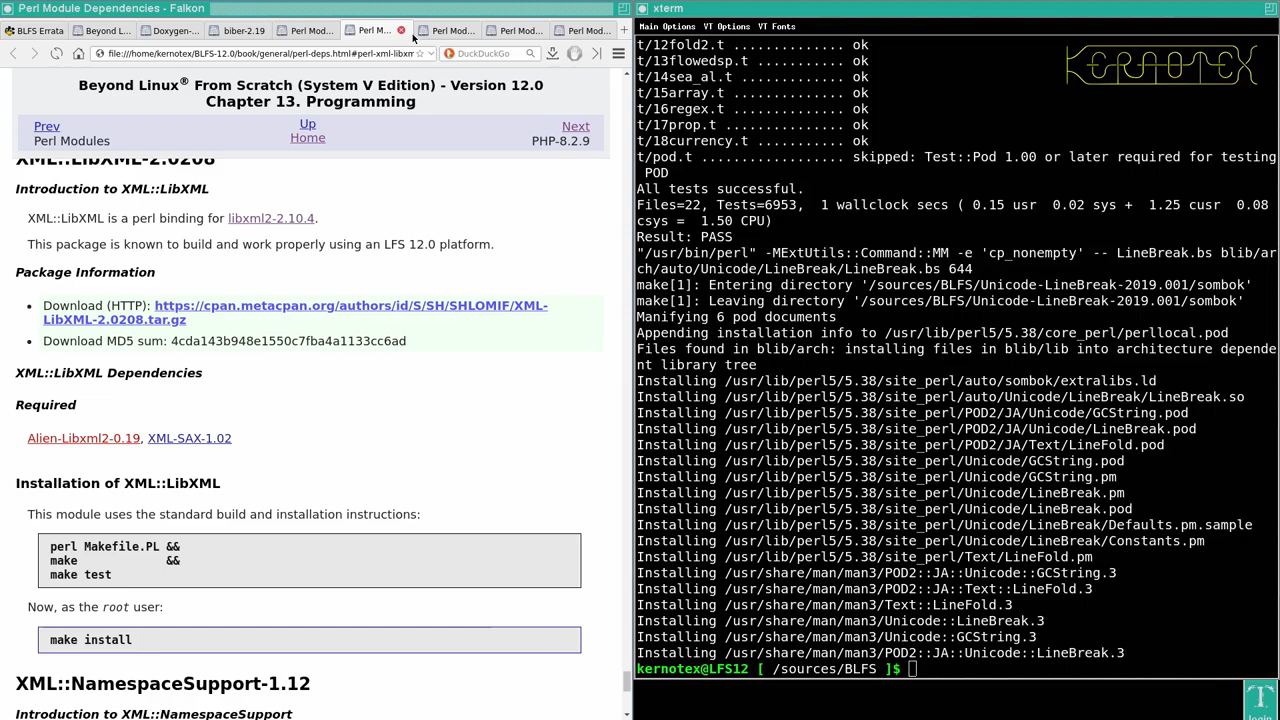 Perl Module Dependencies - Falkon
BLFS Errata
Beyond L...
Doxygen-...
biber-2.19
Perl Mod...
Perl M...
Perl Mod...
Perl Mod...
Perl Mod...
file:///home/kernotex/BLFS-12.0/book/general/perl-deps.html#perl-xml-libxm
DuckDuckGo
Beyond Linux® From Scratch (System V Edition) - Version 12.0
Chapter 13. Programming
Prev
Up
Next
Perl Modules
Home
PHP-8.2.9
XML::LibXML-2.0208
Introduction to XML::LibXML
XML::LibXML is a perl binding for libxml2-2.10.4.
This package is known to build and work properly using an LFS 12.0 platform.
Package Information
• Download (HTTP): https://cpan.metacpan.org/authors/id/S/SH/SHLOMIF/XML-
LibXML-2.0208.tar.gz
• Download MD5 sum: 4cda143b948e1550c7fba4a1133cc6ad
XML::LibXML Dependencies
Required
Alien-Libxml2-0.19, XML-SAX-1.02
Installation of XML::LibXML
This module uses the standard build and installation instructions:
perl Makefile.PL &&
make &&
make test
Now, as the root user:
make install
XML::NamespaceSupport-1.12
Introduction to XML::NamespaceSupport
xterm
Main Options VT Options VT Fonts
KERNOTEX
t/12fold2.t .............. ok
t/13flowedsp.t ........... ok
t/14sea_al.t ............. ok
t/15array.t .............. ok
t/16regex.t .............. ok
t/17prop.t ............... ok
t/18currency.t ........... ok
t/pod.t .................. skipped: Test::Pod 1.00 or later required for testing
POD
All tests successful.
Files=22, Tests=6953, 1 wallclock secs ( 0.15 usr 0.02 sys + 1.25 cusr 0.08
csys = 1.50 CPU)
Result: PASS
"/usr/bin/perl" -MExtUtils::Command::MM -e 'cp_nonempty' -- LineBreak.bs blib/ar
ch/auto/Unicode/LineBreak/LineBreak.bs 644
make[1]: Entering directory '/sources/BLFS/Unicode-LineBreak-2019.001/sombok'
make[1]: Leaving directory '/sources/BLFS/Unicode-LineBreak-2019.001/sombok'
Manifying 6 pod documents
Appending installation info to /usr/lib/perl5/5.38/core_perl/perllocal.pod
Files found in blib/arch: installing files in blib/lib into architecture depende
nt library tree
Installing /usr/lib/perl5/5.38/site_perl/auto/sombok/extralibs.ld
Installing /usr/lib/perl5/5.38/site_perl/auto/Unicode/LineBreak/LineBreak.so
Installing /usr/lib/perl5/5.38/site_perl/POD2/JA/Unicode/GCString.pod
Installing /usr/lib/perl5/5.38/site_perl/POD2/JA/Unicode/LineBreak.pod
Installing /usr/lib/perl5/5.38/site_perl/POD2/JA/Text/LineFold.pod
Installing /usr/lib/perl5/5.38/site_perl/Unicode/GCString.pod
Installing /usr/lib/perl5/5.38/site_perl/Unicode/GCString.pm
Installing /usr/lib/perl5/5.38/site_perl/Unicode/LineBreak.pm
Installing /usr/lib/perl5/5.38/site_perl/Unicode/LineBreak.pod
Installing /usr/lib/perl5/5.38/site_perl/Unicode/LineBreak/Defaults.pm.sample
Installing /usr/lib/perl5/5.38/site_perl/Unicode/LineBreak/Constants.pm
Installing /usr/lib/perl5/5.38/site_perl/Text/LineFold.pm
Installing /usr/share/man/man3/POD2::JA::Unicode::GCString.3
Installing /usr/share/man/man3/POD2::JA::Text::LineFold.3
Installing /usr/share/man/man3/Text::LineFold.3
Installing /usr/share/man/man3/Unicode::LineBreak.3
Installing /usr/share/man/man3/Unicode::GCString.3
Installing /usr/share/man/man3/POD2::JA::Unicode::LineBreak.3
kernotex@LFS12 [ /sources/BLFS ]$
login